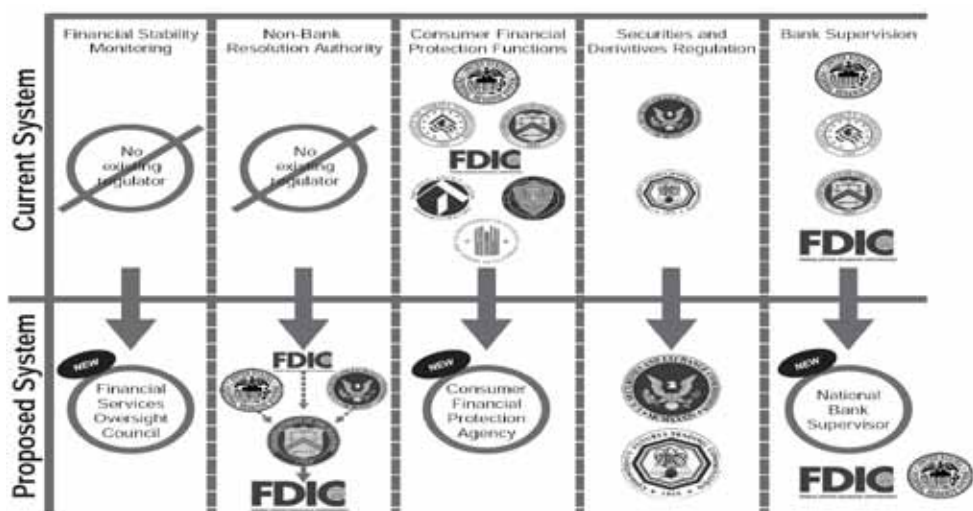 Current System
Financial Stability
Monitoring
No
existing
regulator
Non-Bank
Resolution Authority
No
existing
regulator
Consumer Financial
Protection Functions
FDIC
Securities and
Derivitives Regulation
Bank Supervision
FDIC
Proposed System
NEW
Financial
Services
Oversight
Council
FDIC
FDIC
NEW
Consumer
Financial
Protection
Agency
NEW
National
Bank
Supervisor
FDIC